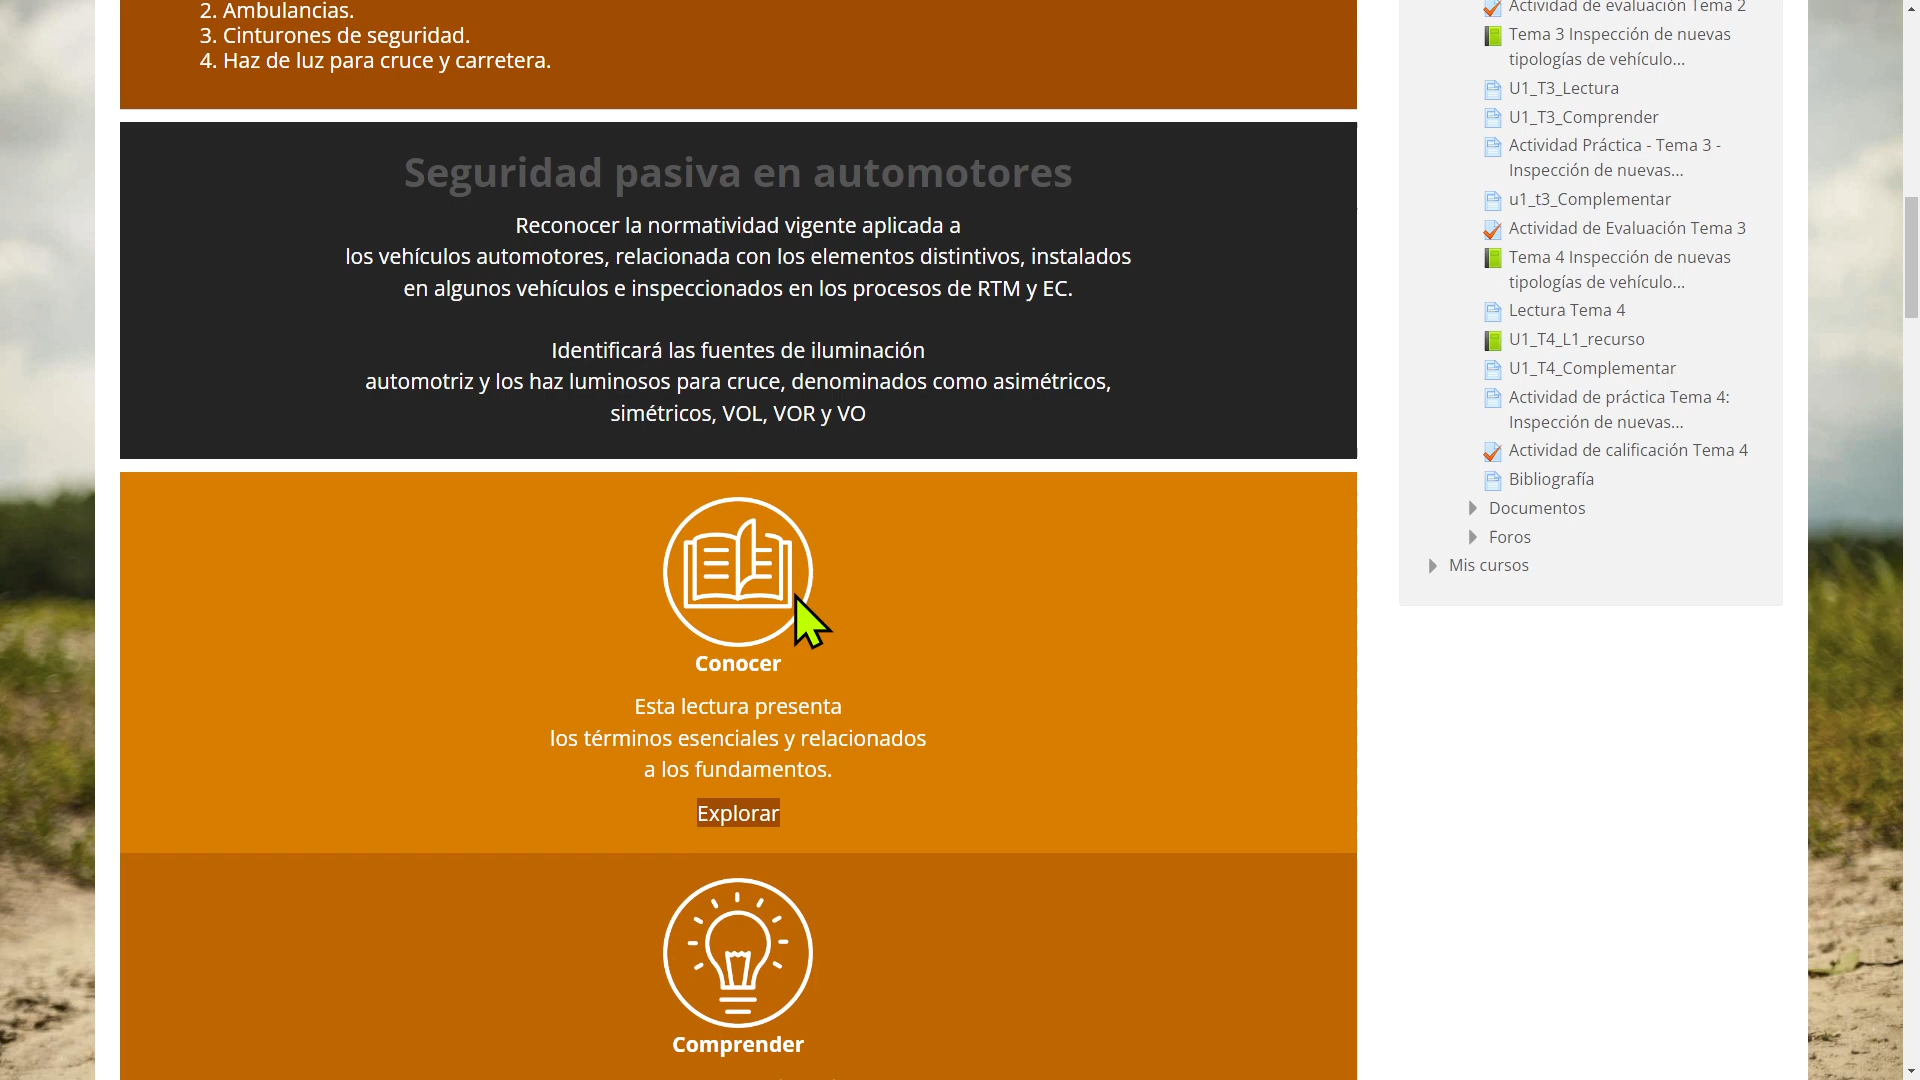 2. Ambulancias.
3. Cinturones de seguridad.
4. Haz de luz para cruce y carretera.
Seguridad pasiva en automotores
Reconocer la normatividad vigente aplicada a
los vehículos automotores, relacionada con los elementos distintivos, instalados
en algunos vehículos e inspeccionados en los procesos de RTM y EC.
Identificará las fuentes de iluminación
automotriz y los haz luminosos para cruce, denominados como asimétricos,
simétricos, VOL, VOR y VO
Conocer
Esta lectura presenta
los términos esenciales y relacionados
a los fundamentos.
Explorar
Comprender
Actividad de evaluación Tema 2
Tema 3 Inspección de nuevas
tipologías de vehículo...
U1_T3_Lectura
U1_T3_Comprender
Actividad Práctica - Tema 3 -
Inspección de nuevas...
u1_t3_Complementar
Actividad de Evaluación Tema 3
Tema 4 Inspección de nuevas
tipologías de vehículo...
Lectura Tema 4
U1_T4_L1_recurso
U1_T4_Complementar
Actividad de práctica Tema 4:
Inspección de nuevas...
Actividad de calificación Tema 4
Bibliografía
Documentos
Foros
Mis cursos